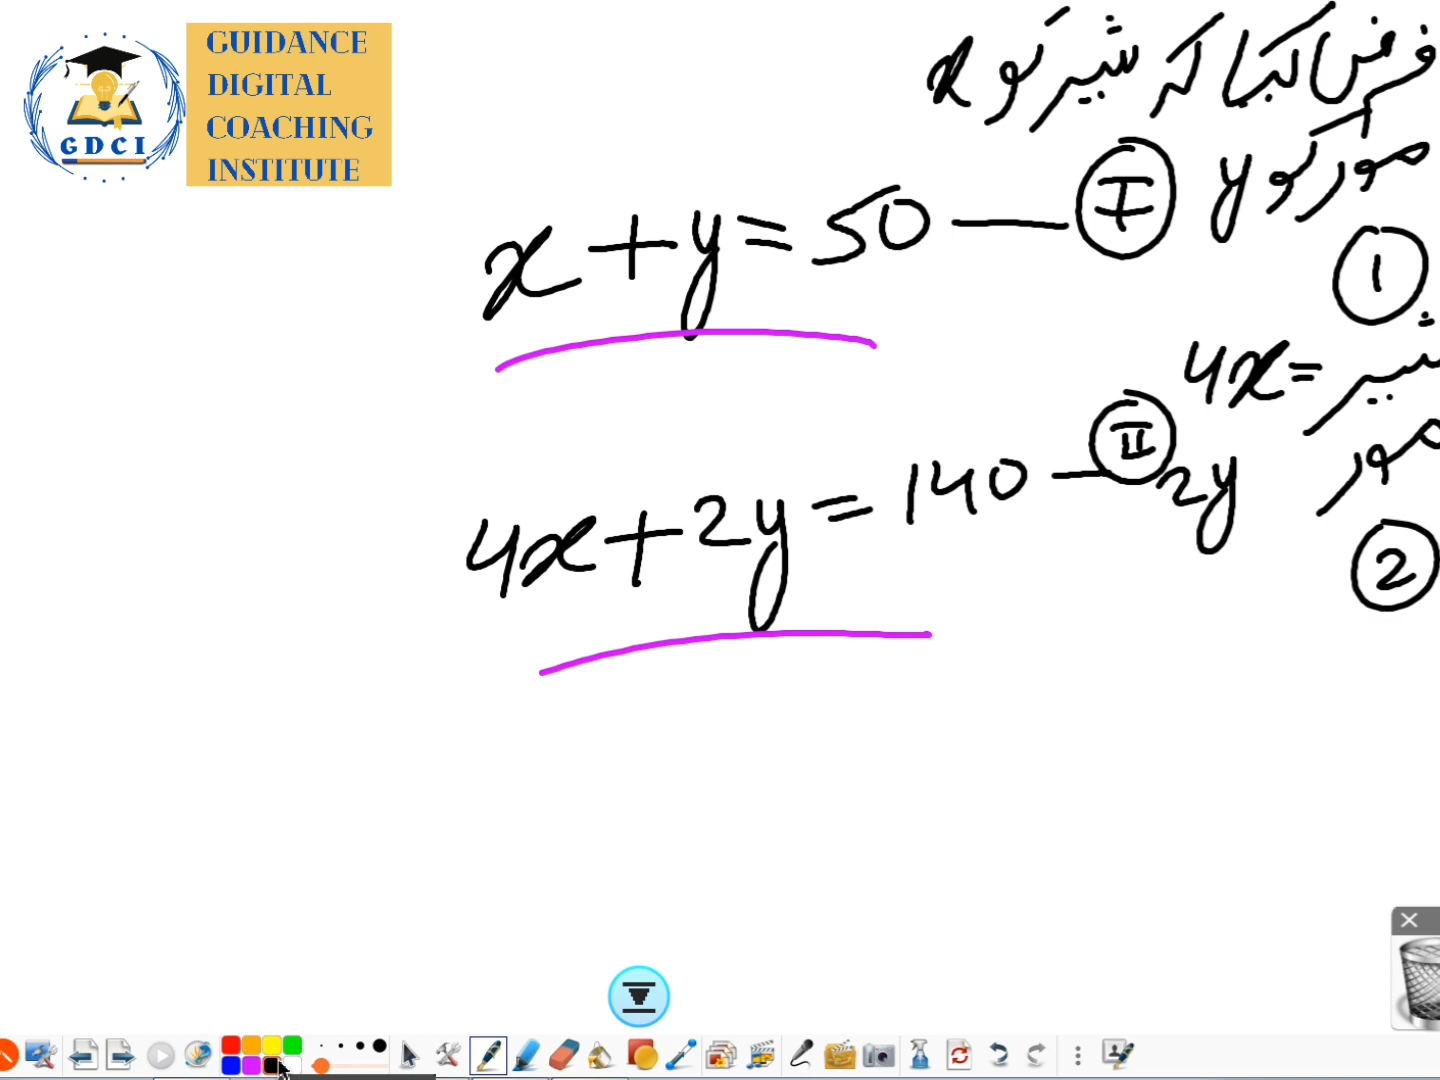 GUIDANCE
DIGITAL
COACHING
INSTITUTE
GDCI
فرض کیا کہ شیر کو x
مور کو y
x + y = 50 — I
1
شیر = 4x
4x + 2y = 140 — II
مور 2y
2